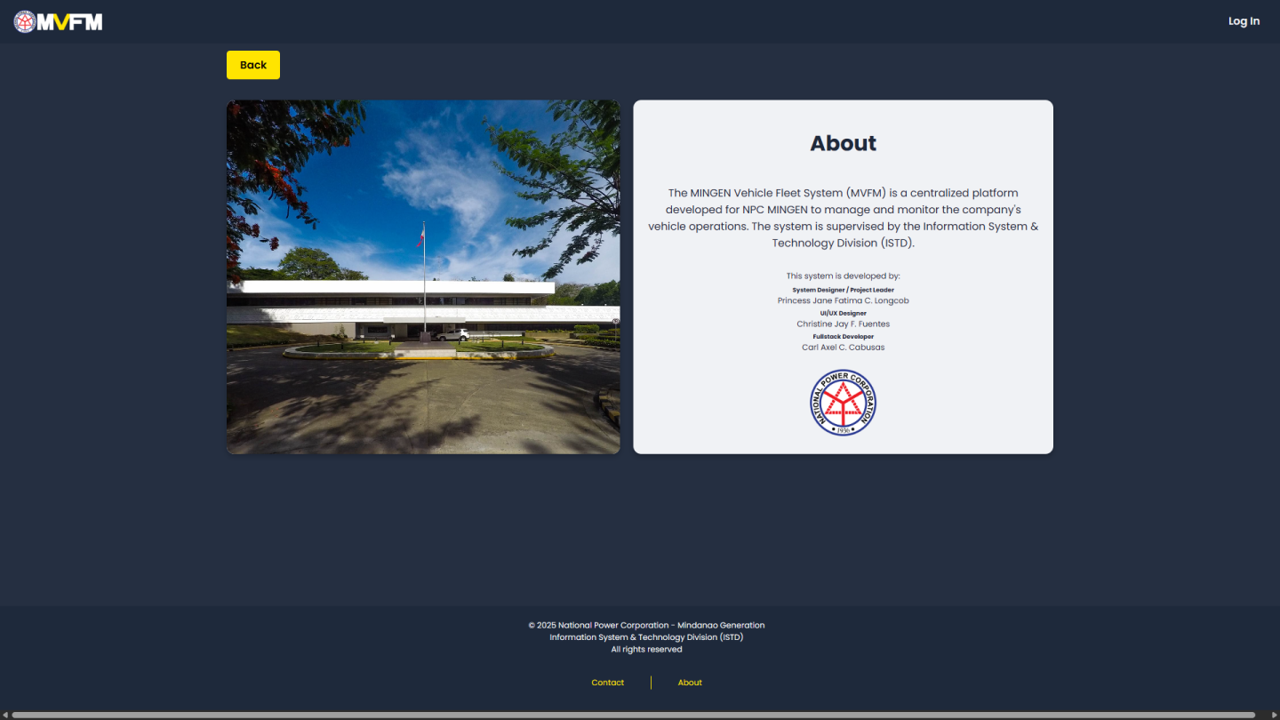 MVFM
Log In
Back
About
The MINGEN Vehicle Fleet System (MVFM) is a centralized platform
developed for NPC MINGEN to manage and monitor the company's
vehicle operations. The system is supervised by the Information System &
Technology Division (ISTD).
This system is developed by:
System Designer / Project Leader
Princess Jane Fatima C. Longcob
UI/UX Designer
Christine Jay F. Fuentes
Fullstack Developer
Carl Axel C. Cabusas
NATIONAL POWER CORPORATION
1936
© 2025 National Power Corporation - Mindanao Generation
Information System & Technology Division (ISTD)
All rights reserved
Contact
About